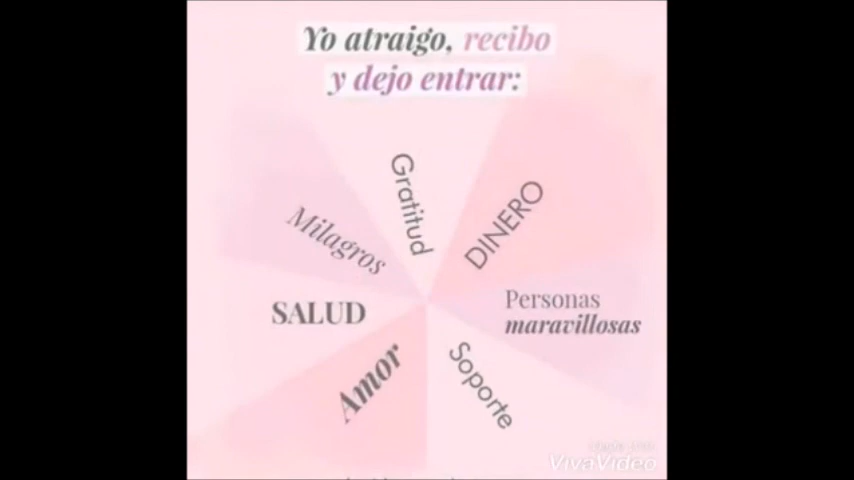 Yo atraigo, recibo
y dejo entrar:
Gratitud
DINERO
Milagros
Personas
maravillosas
SALUD
Amor
Soporte
VivaVideo